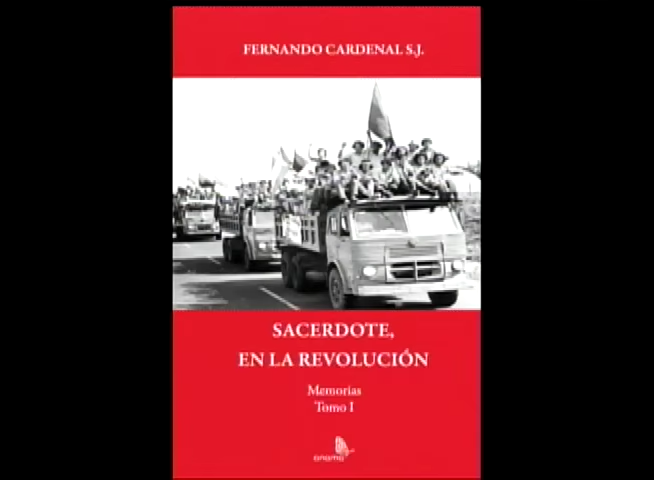 FERNANDO CARDENAL S.J.
SACERDOTE,
EN LA REVOLUCIÓN
Memorias
Tomo I
anamá